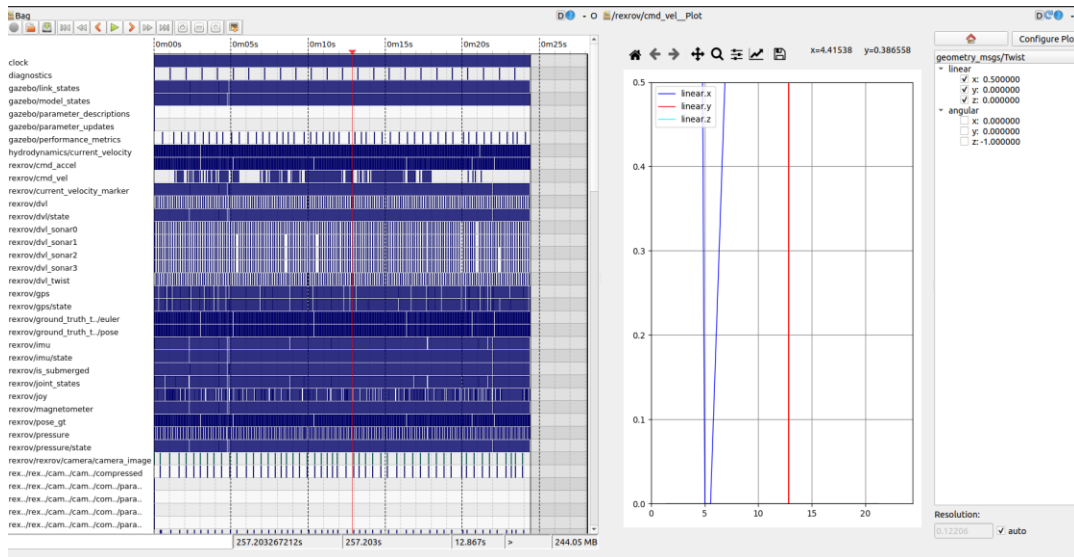 Bag
D - O
/rexrov/cmd_vel__Plot
D
0m00s 0m05s 0m10s 0m15s 0m20s 0m25s
clock
diagnostics
gazebo/link_states
gazebo/model_states
gazebo/parameter_descriptions
gazebo/parameter_updates
gazebo/performance_metrics
hydrodynamics/current_velocity
rexrov/cmd_accel
rexrov/cmd_vel
rexrov/current_velocity_marker
rexrov/dvl
rexrov/dvl/state
rexrov/dvl_sonar0
rexrov/dvl_sonar1
rexrov/dvl_sonar2
rexrov/dvl_sonar3
rexrov/dvl_twist
rexrov/gps
rexrov/gps/state
rexrov/ground_truth_t../euler
rexrov/ground_truth_t../pose
rexrov/imu
rexrov/imu/state
rexrov/is_submerged
rexrov/joint_states
rexrov/joy
rexrov/magnetometer
rexrov/pose_gt
rexrov/pressure
rexrov/pressure/state
rexrov/rexrov/camera/camera_image
rex../rex../cam../cam../compressed
rex../rex../cam../cam../com../para..
rex../rex../cam../cam../com../para..
rex../rex../cam../cam../com../para..
rex../rex../cam../cam../com../para..
257.203267212s 257.203s 12.867s > 244.05 MB
x=4.41538 y=0.386558
0.5
linear.x
linear.y
linear.z
0.4
0.3
0.2
0.1
0.0
0 5 10 15 20
Configure Plo
geometry_msgs/Twist
linear
x: 0.500000
y: 0.000000
z: 0.000000
angular
x: 0.000000
y: 0.000000
z: -1.000000
Resolution:
0.12206 auto